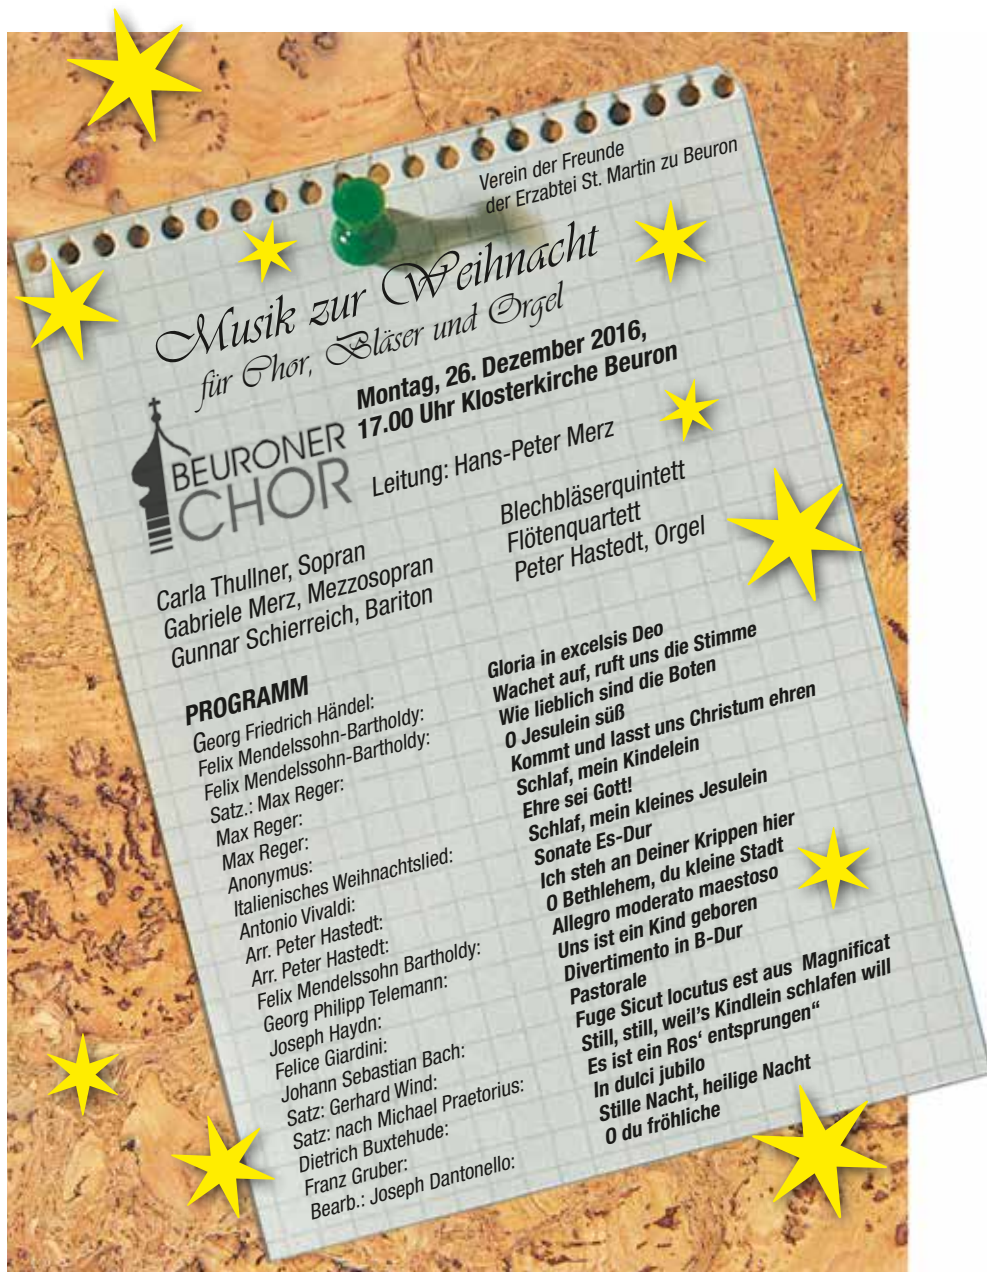 Verein der Freunde
der Erzabtei St. Martin zu Beuron
Musik zur Weihnacht
für Chor, Bläser und Orgel
Montag, 26. Dezember 2016,
17.00 Uhr Klosterkirche Beuron
BEURONER
CHOR
Leitung: Hans-Peter Merz
Carla Thullner, Sopran
Gabriele Merz, Mezzosopran
Gunnar Schierreich, Bariton
Blechbläserquintett
Flötenquartett
Peter Hastedt, Orgel
PROGRAMM
Georg Friedrich Händel: Gloria in excelsis Deo
Felix Mendelssohn-Bartholdy: Wachet auf, ruft uns die Stimme
Felix Mendelssohn-Bartholdy: Wie lieblich sind die Boten
Satz.: Max Reger: O Jesulein süß
Max Reger: Kommt und lasst uns Christum ehren
Max Reger: Schlaf, mein Kindelein
Anonymus: Ehre sei Gott!
Italienisches Weihnachtslied: Schlaf, mein kleines Jesulein
Antonio Vivaldi: Sonate Es-Dur
Arr. Peter Hastedt: Ich steh an Deiner Krippen hier
Arr. Peter Hastedt: O Bethlehem, du kleine Stadt
Felix Mendelssohn Bartholdy: Allegro moderato maestoso
Georg Philipp Telemann: Uns ist ein Kind geboren
Joseph Haydn: Divertimento in B-Dur
Felice Giardini: Pastorale
Johann Sebastian Bach: Fuge Sicut locutus est aus Magnificat
Satz: Gerhard Wind: Still, still, weil's Kindlein schlafen will
Satz: nach Michael Praetorius: Es ist ein Ros‘ entsprungen“
Dietrich Buxtehude: In dulci jubilo
Franz Gruber: Stille Nacht, heilige Nacht
Bearb.: Joseph Dantonello: O du fröhliche